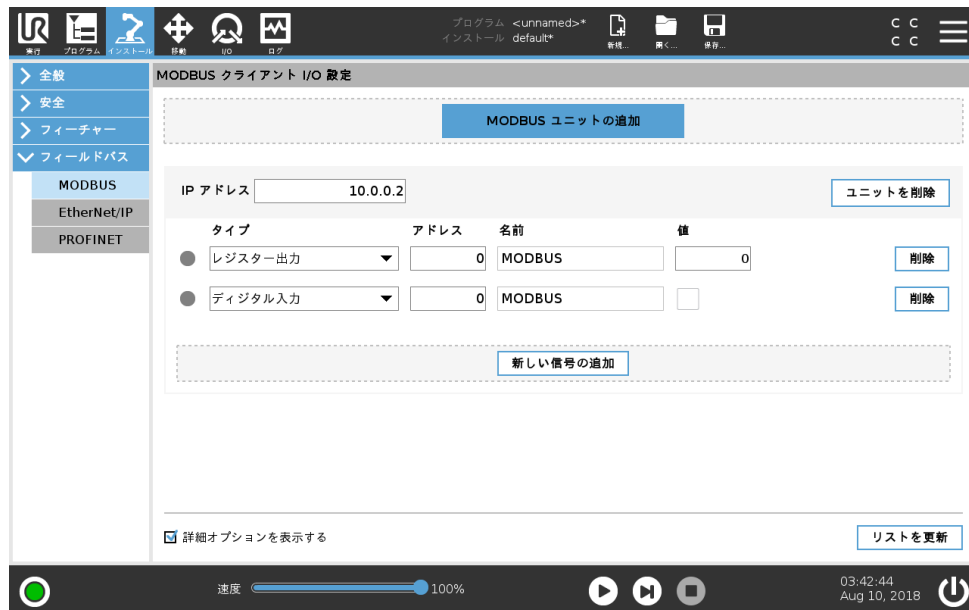 プログラム <unnamed>*
インストール default*
実行 プログラム インストール 移動 I/O ログ 新規... 開く... 保存...
C C
C C
全般
安全
フィーチャー
フィールドバス
MODBUS
EtherNet/IP
PROFINET
MODBUS クライアント I/O 設定
MODBUS ユニットの追加
IP アドレス 10.0.0.2 ユニットを削除
タイプ アドレス 名前 値
レジスター出力 0 MODBUS 0 削除
ディジタル入力 0 MODBUS 削除
新しい信号の追加
詳細オプションを表示する リストを更新
速度 100% 03:42:44
Aug 10, 2018